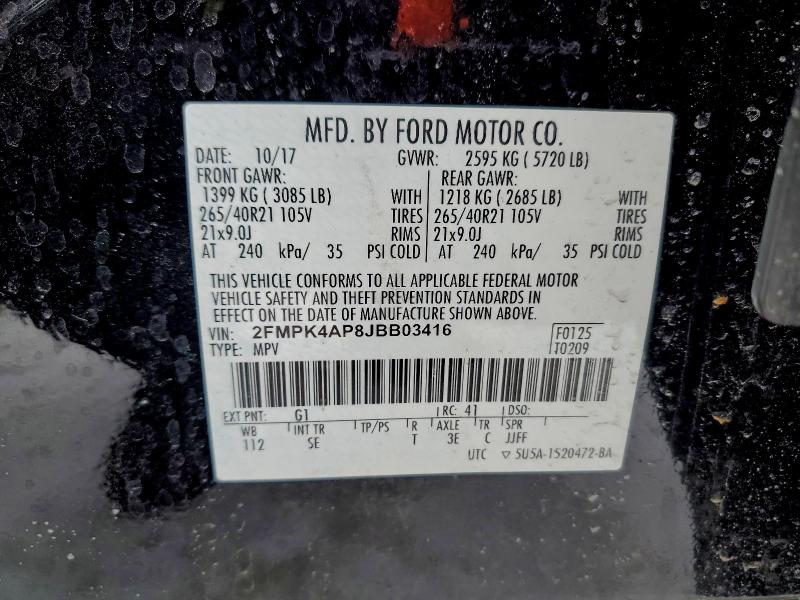 MFD. BY FORD MOTOR CO.
DATE: 10/17 GVWR: 2595 KG ( 5720 LB)
FRONT GAWR: REAR GAWR:
1399 KG ( 3085 LB) WITH 1218 KG ( 2685 LB) WITH
265/40R21 105V TIRES 265/40R21 105V TIRES
21x9.0J RIMS 21x9.0J RIMS
AT 240 kPa/ 35 PSI COLD AT 240 kPa/ 35 PSI COLD
THIS VEHICLE CONFORMS TO ALL APPLICABLE FEDERAL MOTOR
VEHICLE SAFETY AND THEFT PREVENTION STANDARDS IN
EFFECT ON THE DATE OF MANUFACTURE SHOWN ABOVE.
VIN: 2FMPK4AP8JBB03416 F0125
TYPE: MPV T0209
EXT PNT: G1 RC: 41 DSO:
WB INT TR TP/PS R AXLE TR SPR
112 SE T 3E C JJFF
UTC ▽ 5U5A-1520472-BA